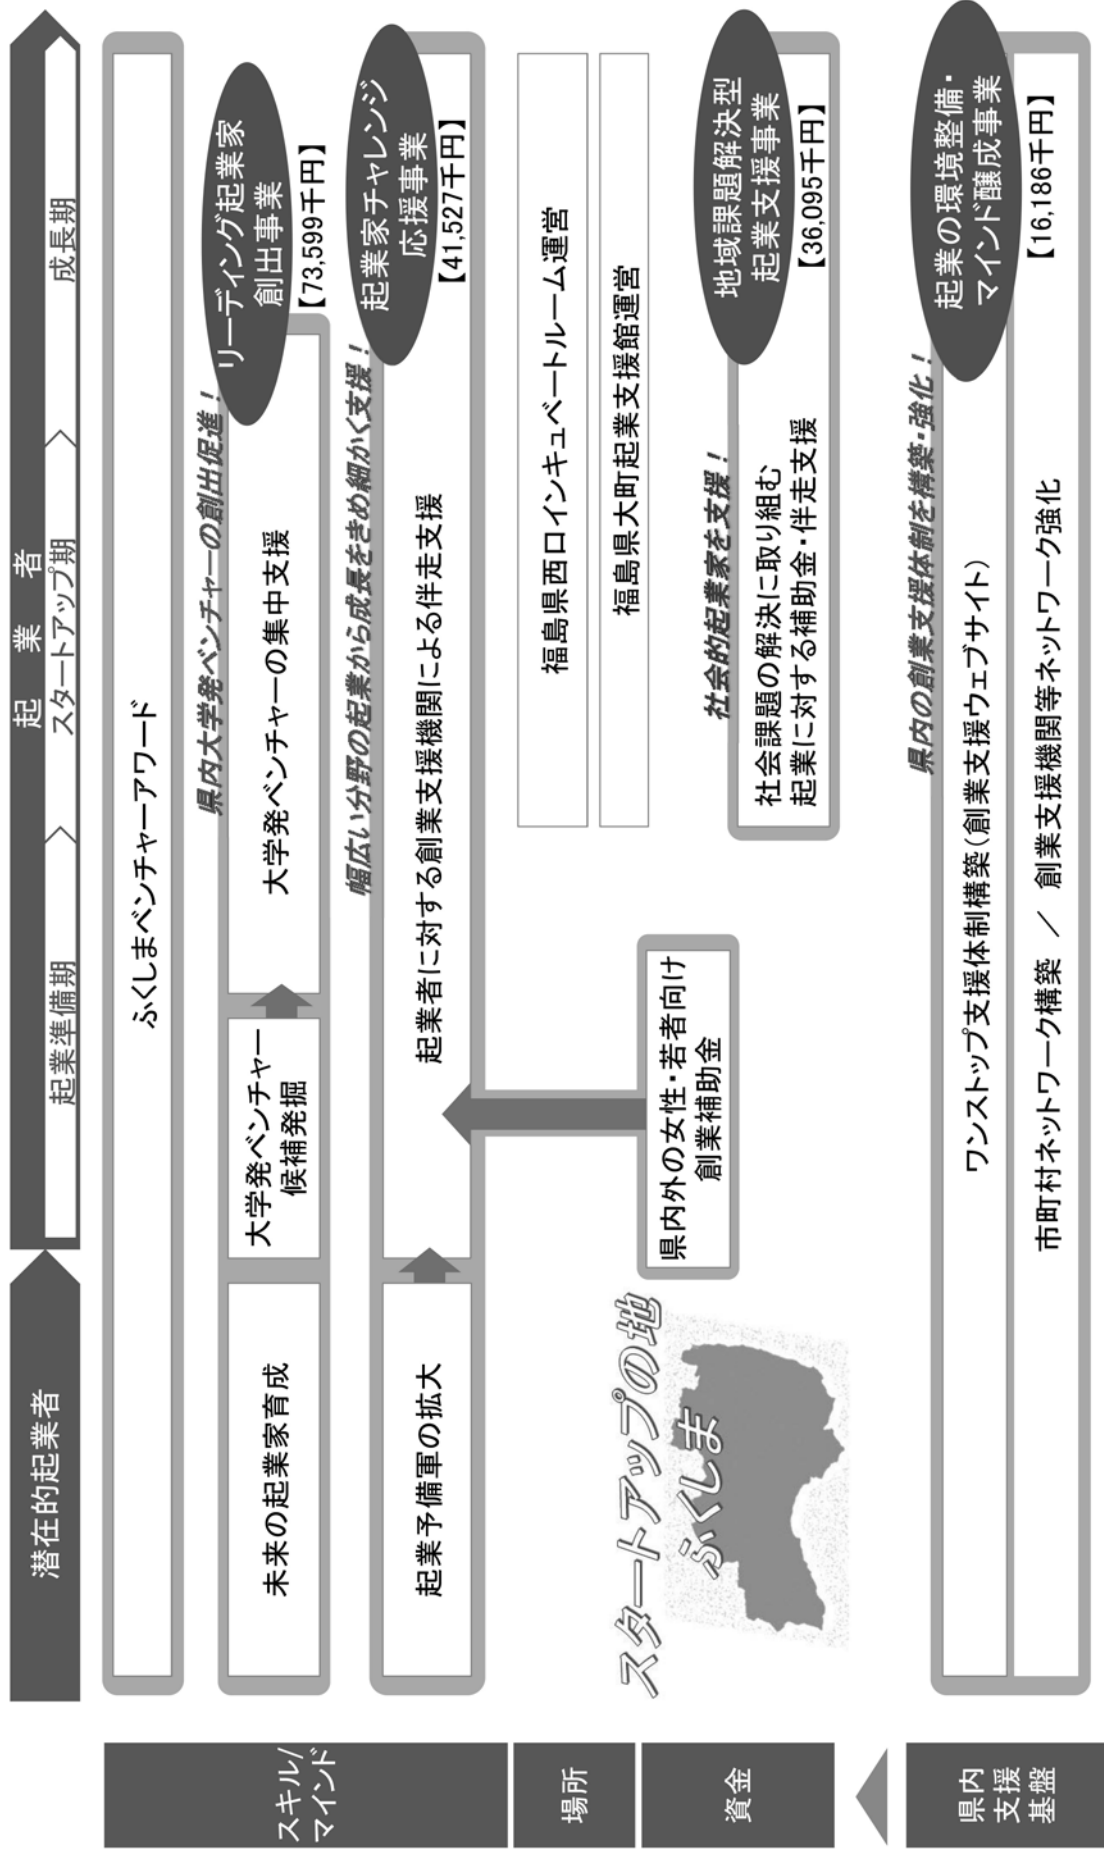 潜在的起業者
起業者
起業準備期
スタートアップ期
成長期
スキル/
マインド
ふくしまベンチャーアワード
県内大学発ベンチャーの創出促進!
リーディング起業家
創出事業
【73,599千円】
未来の起業家育成
大学発ベンチャー
候補発掘
大学発ベンチャーの集中支援
幅広い分野の起業から成長をきめ細かく支援!
起業家チャレンジ
応援事業
【41,527千円】
起業予備軍の拡大
起業者に対する創業支援機関による伴走支援
場所
福島県西口インキュベートルーム運営
福島県大町起業支援館運営
資金
スタートアップの地
ふくしま
県内外の女性・若者向け
創業補助金
社会的起業家を支援!
地域課題解決型
起業支援事業
【36,095千円】
社会課題の解決に取り組む
起業に対する補助金・伴走支援
県内
支援
基盤
県内の創業支援体制を構築・強化!
起業の環境整備・
マインド醸成事業
【16,186千円】
ワンストップ支援体制構築(創業支援ウェブサイト)
市町村ネットワーク構築 / 創業支援機関等ネットワーク強化